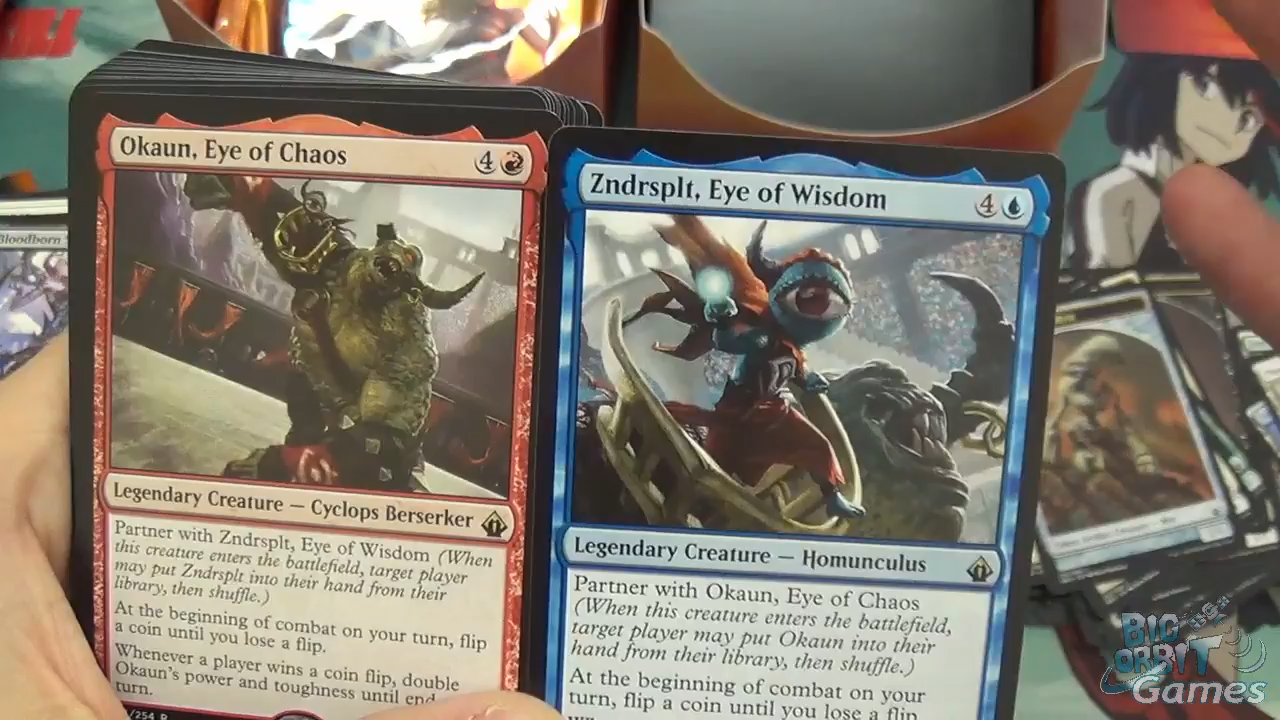 Okaun, Eye of Chaos
4
Legendary Creature — Cyclops Berserker
Partner with Zndrsplt, Eye of Wisdom (When
this creature enters the battlefield, target player
may put Zndrsplt into their hand from their
library, then shuffle.)
At the beginning of combat on your turn, flip
a coin until you lose a flip.
Whenever a player wins a coin flip, double
Okaun's power and toughness until end
turn.
/254 R
Zndrsplt, Eye of Wisdom
4
Legendary Creature — Homunculus
Partner with Okaun, Eye of Chaos
(When this creature enters the battlefield,
target player may put Okaun into their
hand from their library, then shuffle.)
At the beginning of combat on your
turn, flip a coin until you lose a flip
Bloodborn
BIG
ORBIT
Games